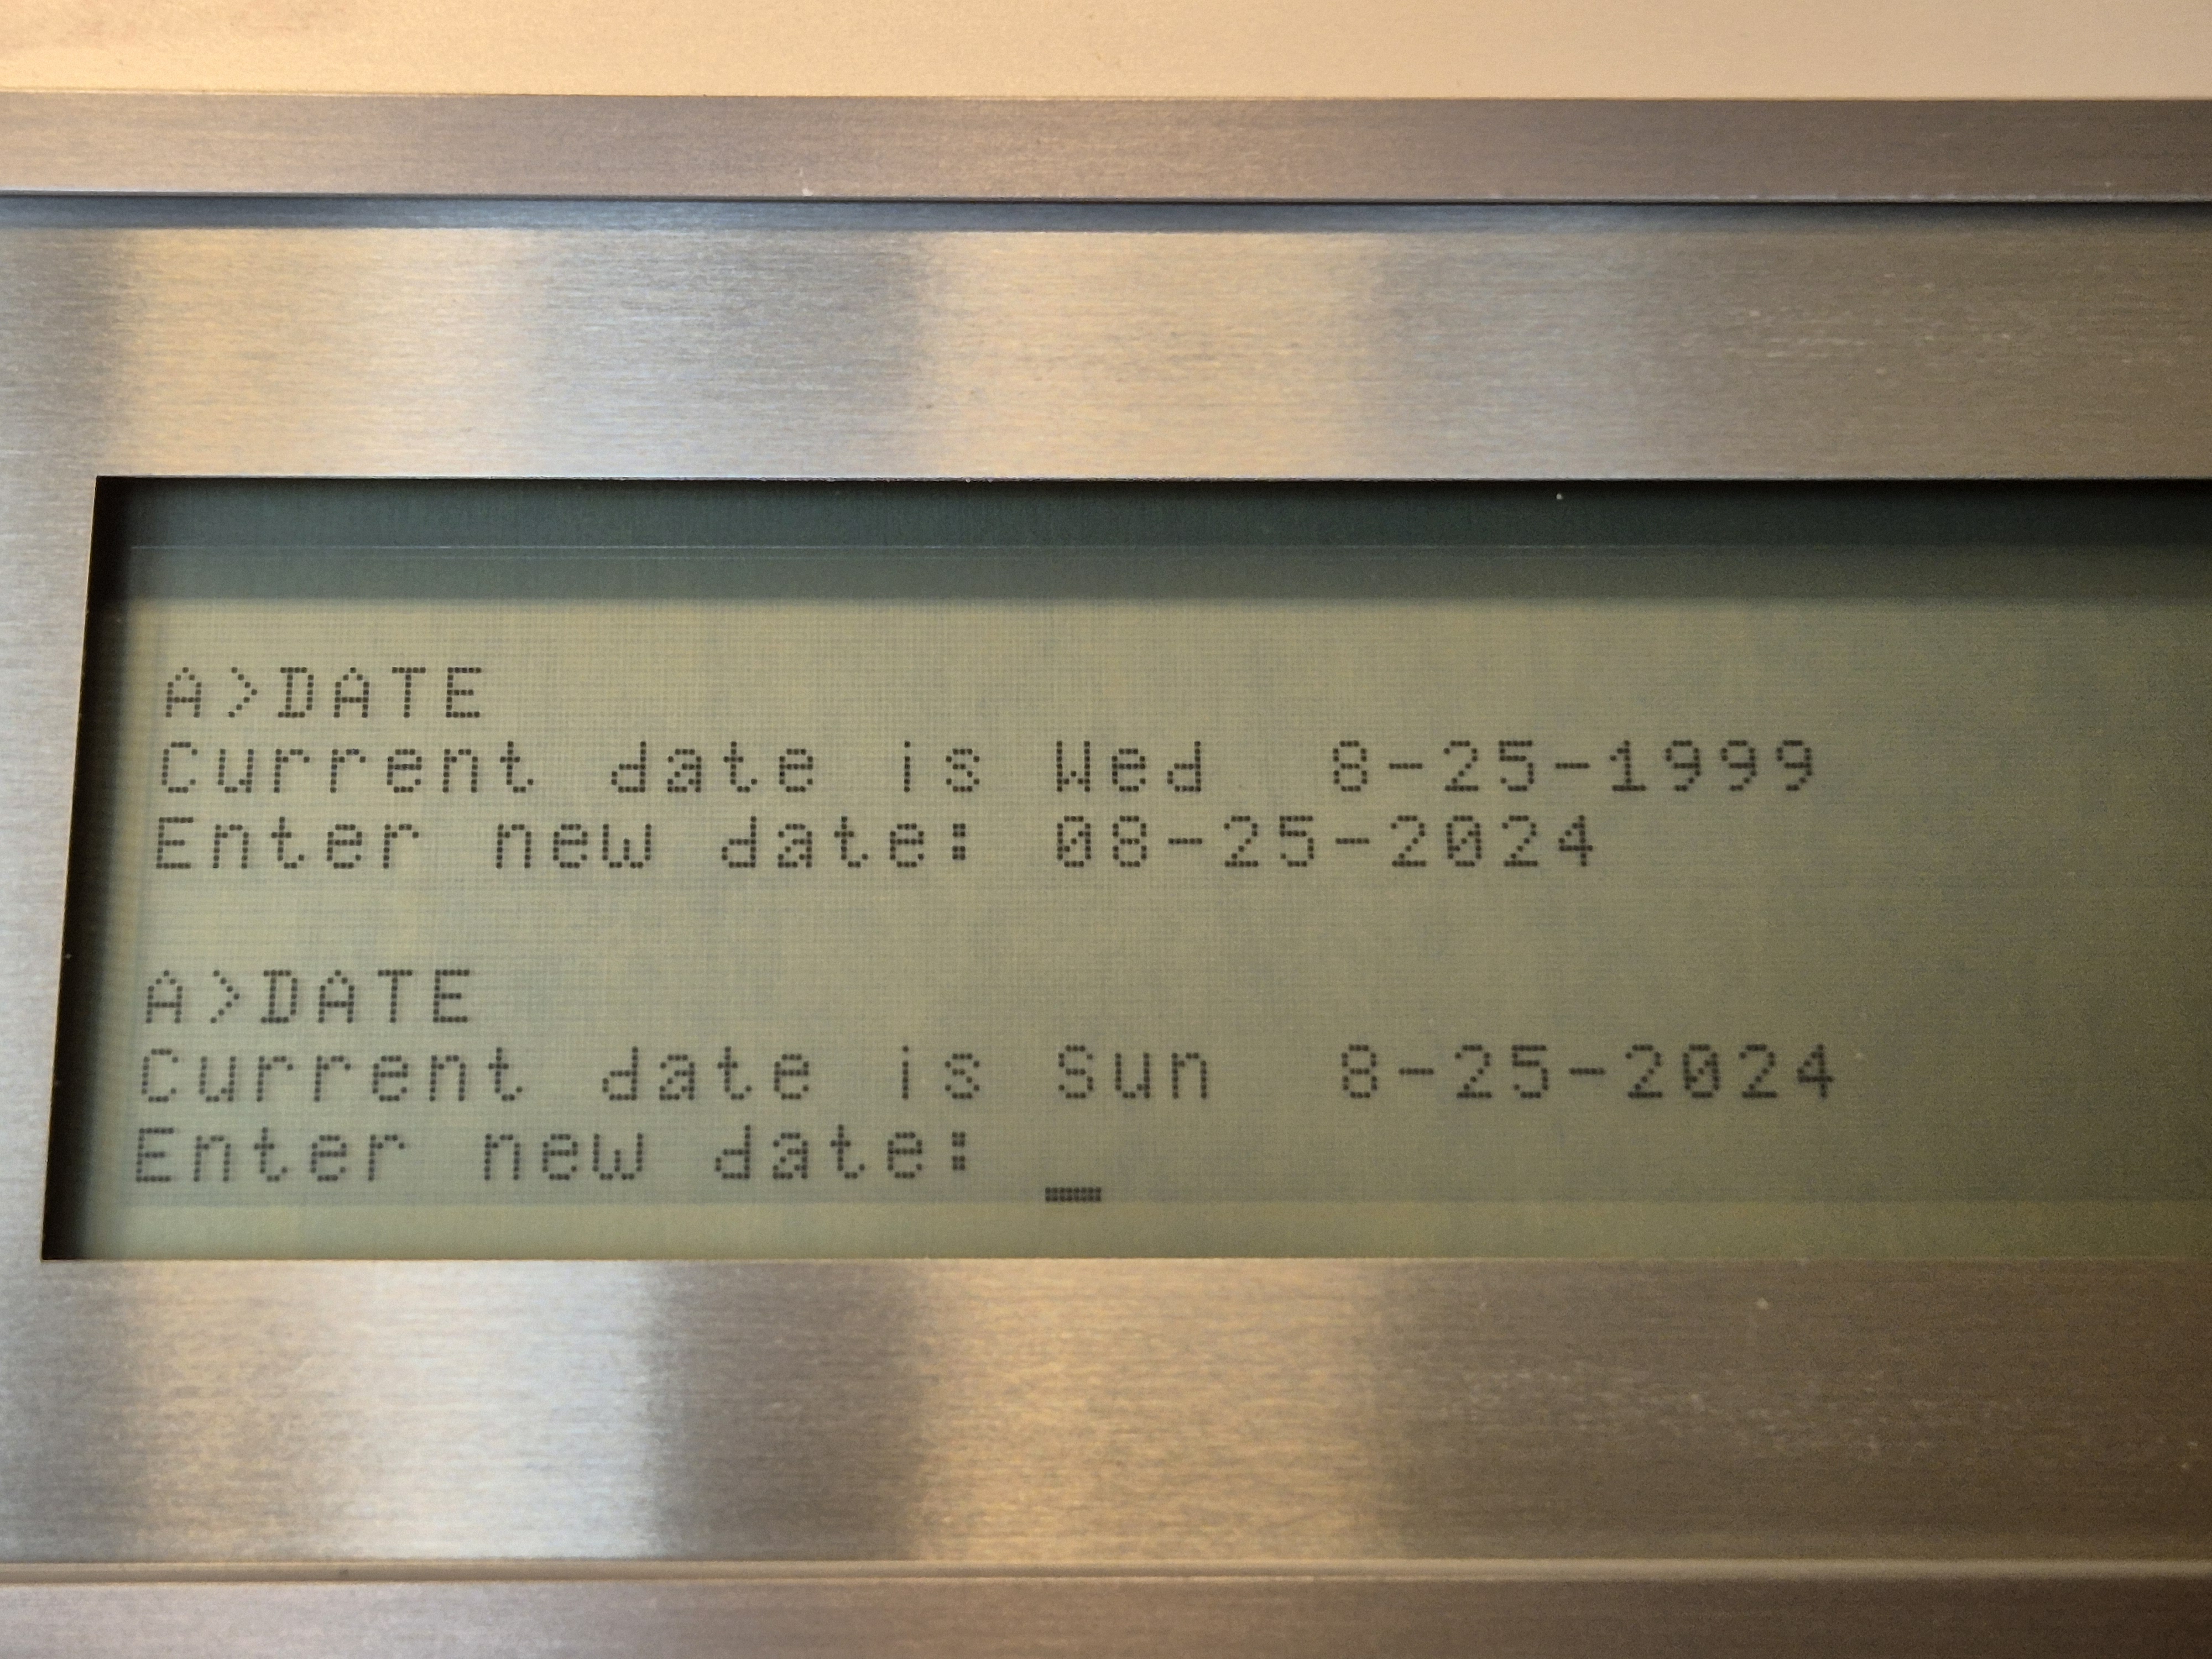 A>DATE
Current date is Wed  8-25-1999
Enter new date: 08-25-2024
A>DATE
Current date is Sun  8-25-2024
Enter new date: _